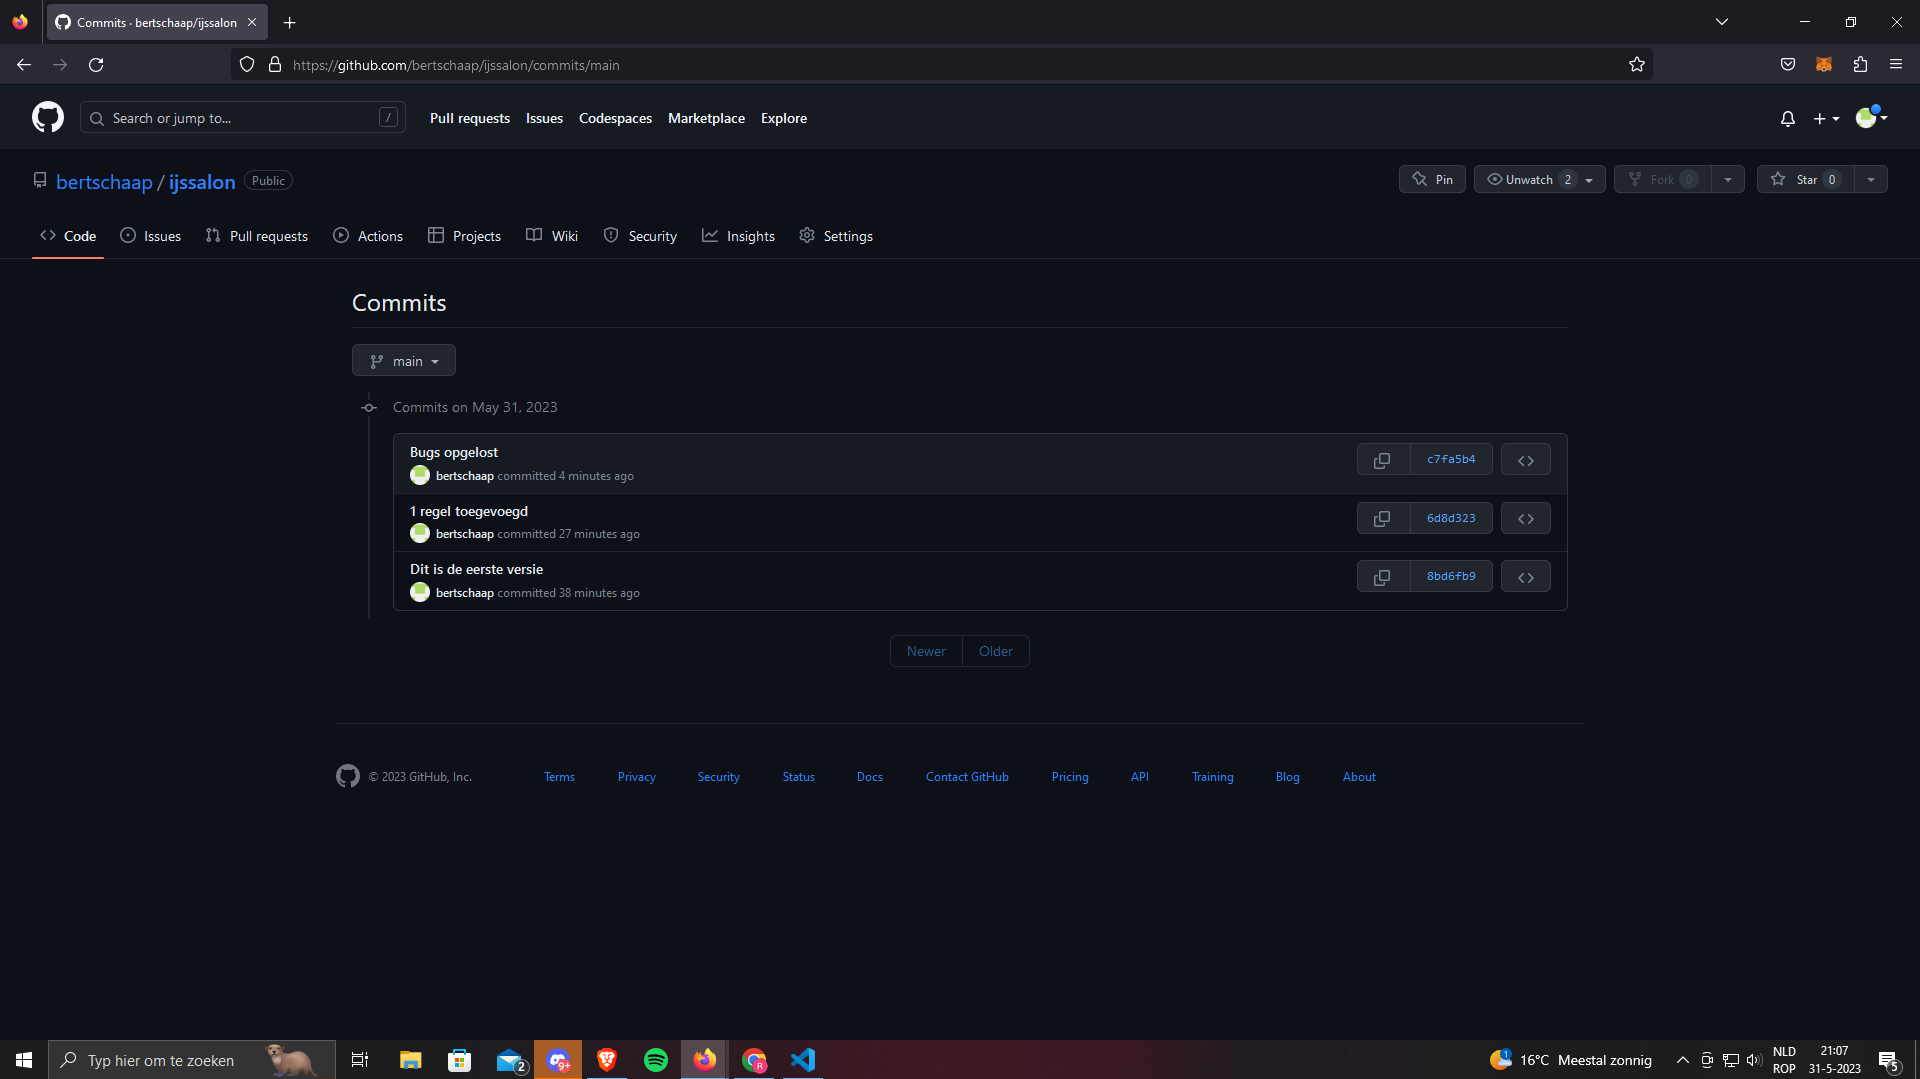 Commits · bertschaap/ijssalon
https://github.com/bertschaap/ijssalon/commits/main
Search or jump to... /
Pull requests Issues Codespaces Marketplace Explore
bertschaap / ijssalon Public
Pin Unwatch 2 Fork 0 Star 0
Code Issues Pull requests Actions Projects Wiki Security Insights Settings
Commits
main
Commits on May 31, 2023
Bugs opgelost
bertschaap committed 4 minutes ago
c7fa5b4
1 regel toegevoegd
bertschaap committed 27 minutes ago
6d8d323
Dit is de eerste versie
bertschaap committed 38 minutes ago
8bd6fb9
Newer Older
© 2023 GitHub, Inc. Terms Privacy Security Status Docs Contact GitHub Pricing API Training Blog About
Typ hier om te zoeken
2
9+
R
1
16°C Meestal zonnig
NLD
ROP
21:07
31-5-2023
5